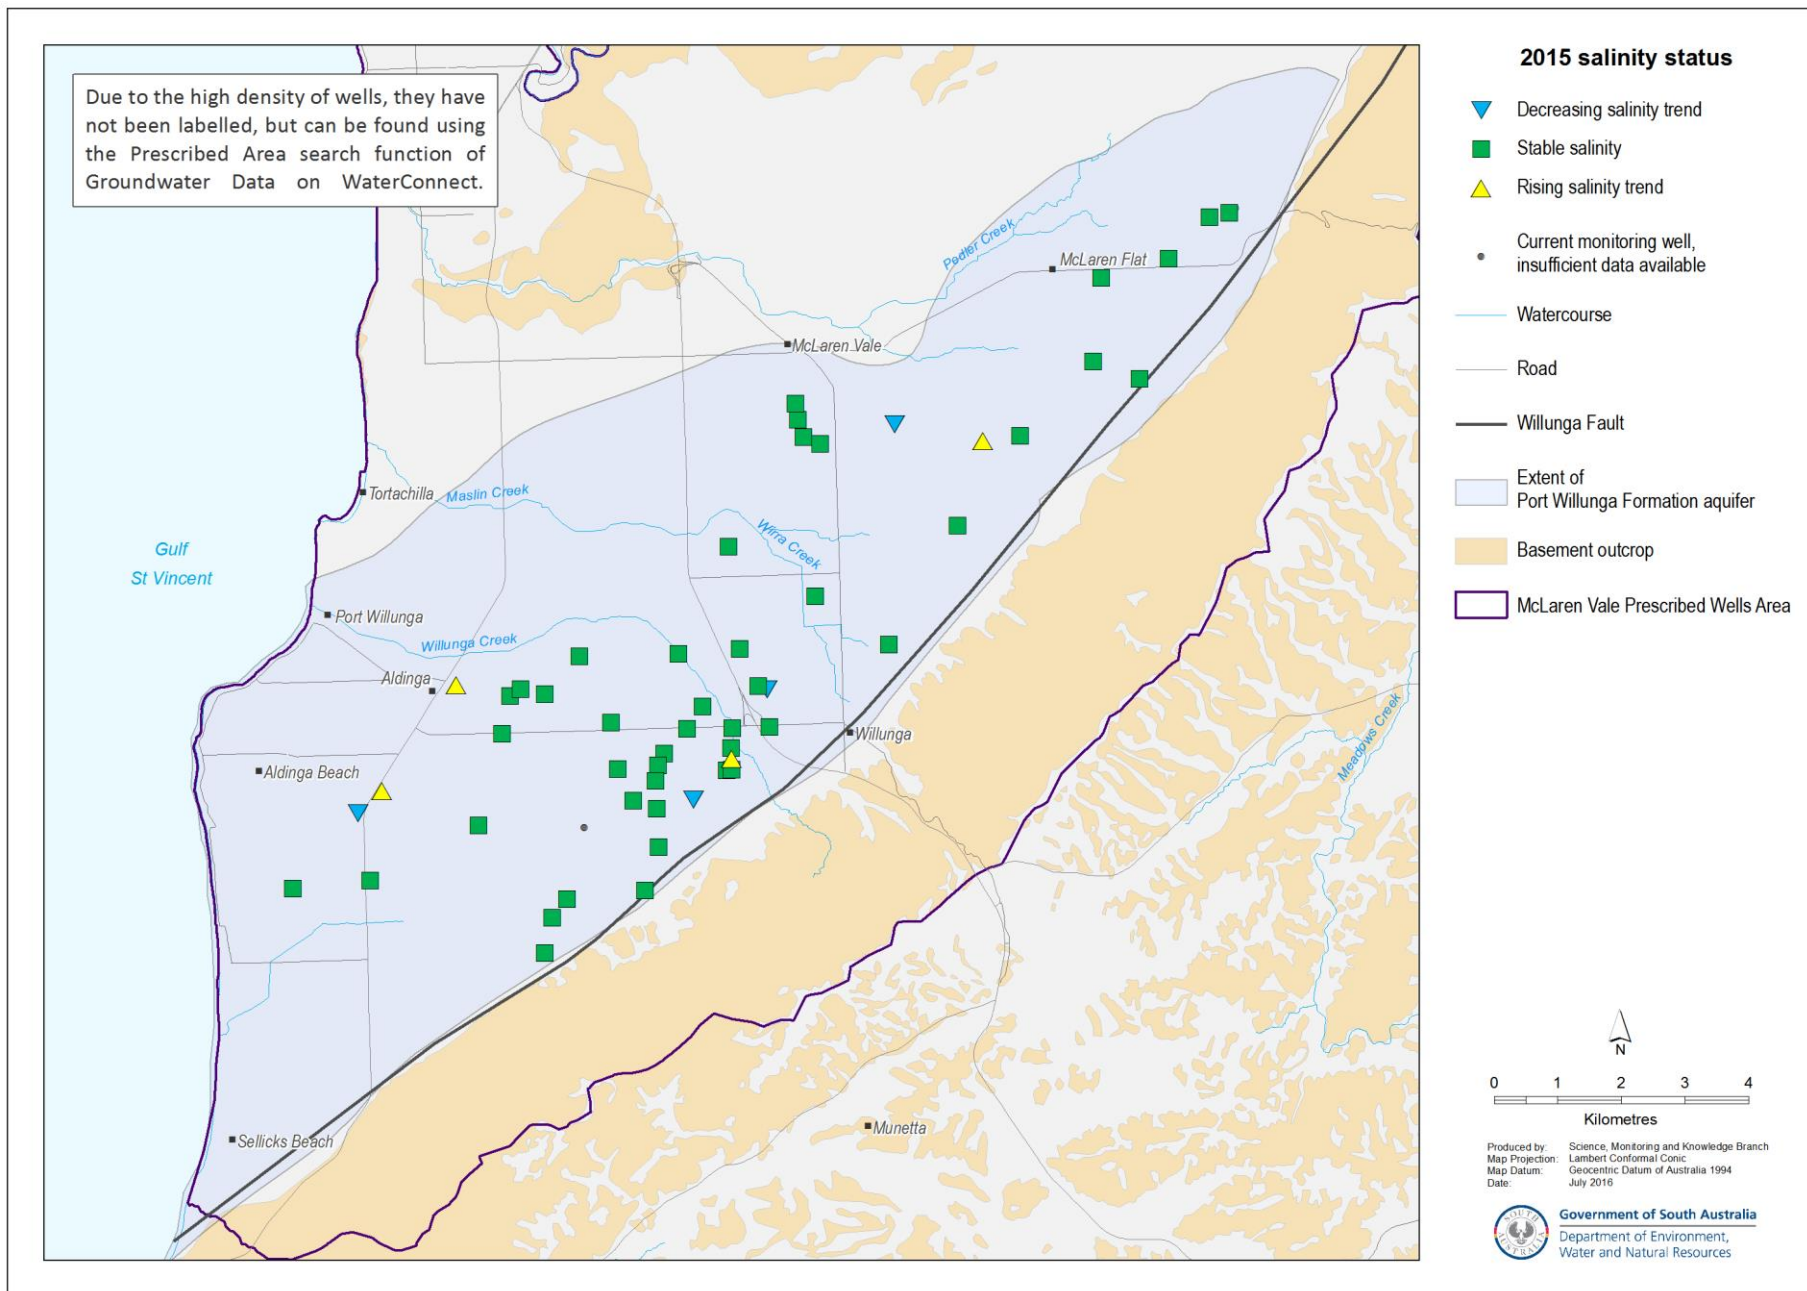 Due to the high density of wells, they have
not been labelled, but can be found using
the Prescribed Area search function of
Groundwater Data on WaterConnect.
Pedler Creek
McLaren Flat
McLaren Vale
Tortachilla
Maslin Creek
Wirra Creek
Gulf
St Vincent
Port Willunga
Willunga Creek
Aldinga
Willunga
Meadows Creek
Aldinga Beach
Sellicks Beach
Munetta
2015 salinity status
Decreasing salinity trend
Stable salinity
Rising salinity trend
Current monitoring well,
insufficient data available
Watercourse
Road
Willunga Fault
Extent of
Port Willunga Formation aquifer
Basement outcrop
McLaren Vale Prescribed Wells Area
N
0 1 2 3 4
Kilometres
Produced by: Science, Monitoring and Knowledge Branch
Map Projection: Lambert Conformal Conic
Map Datum: Geocentric Datum of Australia 1994
Date: July 2016
SOUTH AUSTRALIA
Government of South Australia
Department of Environment,
Water and Natural Resources